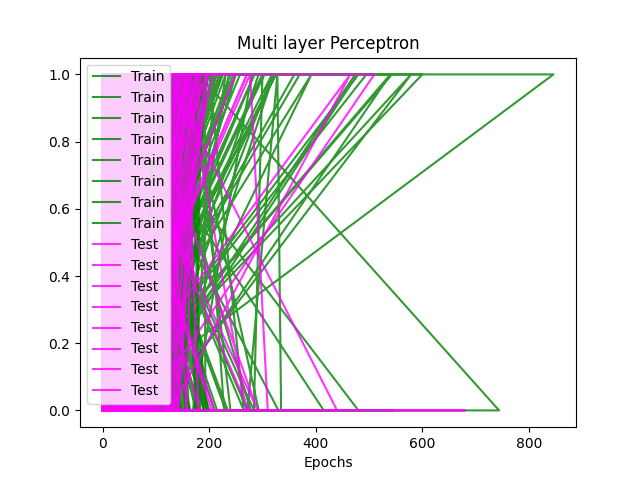 Multi layer Perceptron
1.0
0.8
0.6
0.4
0.2
0.0
Train
Train
Train
Train
Train
Train
Train
Train
Test
Test
Test
Test
Test
Test
Test
Test
0
200
400
600
800
Epochs